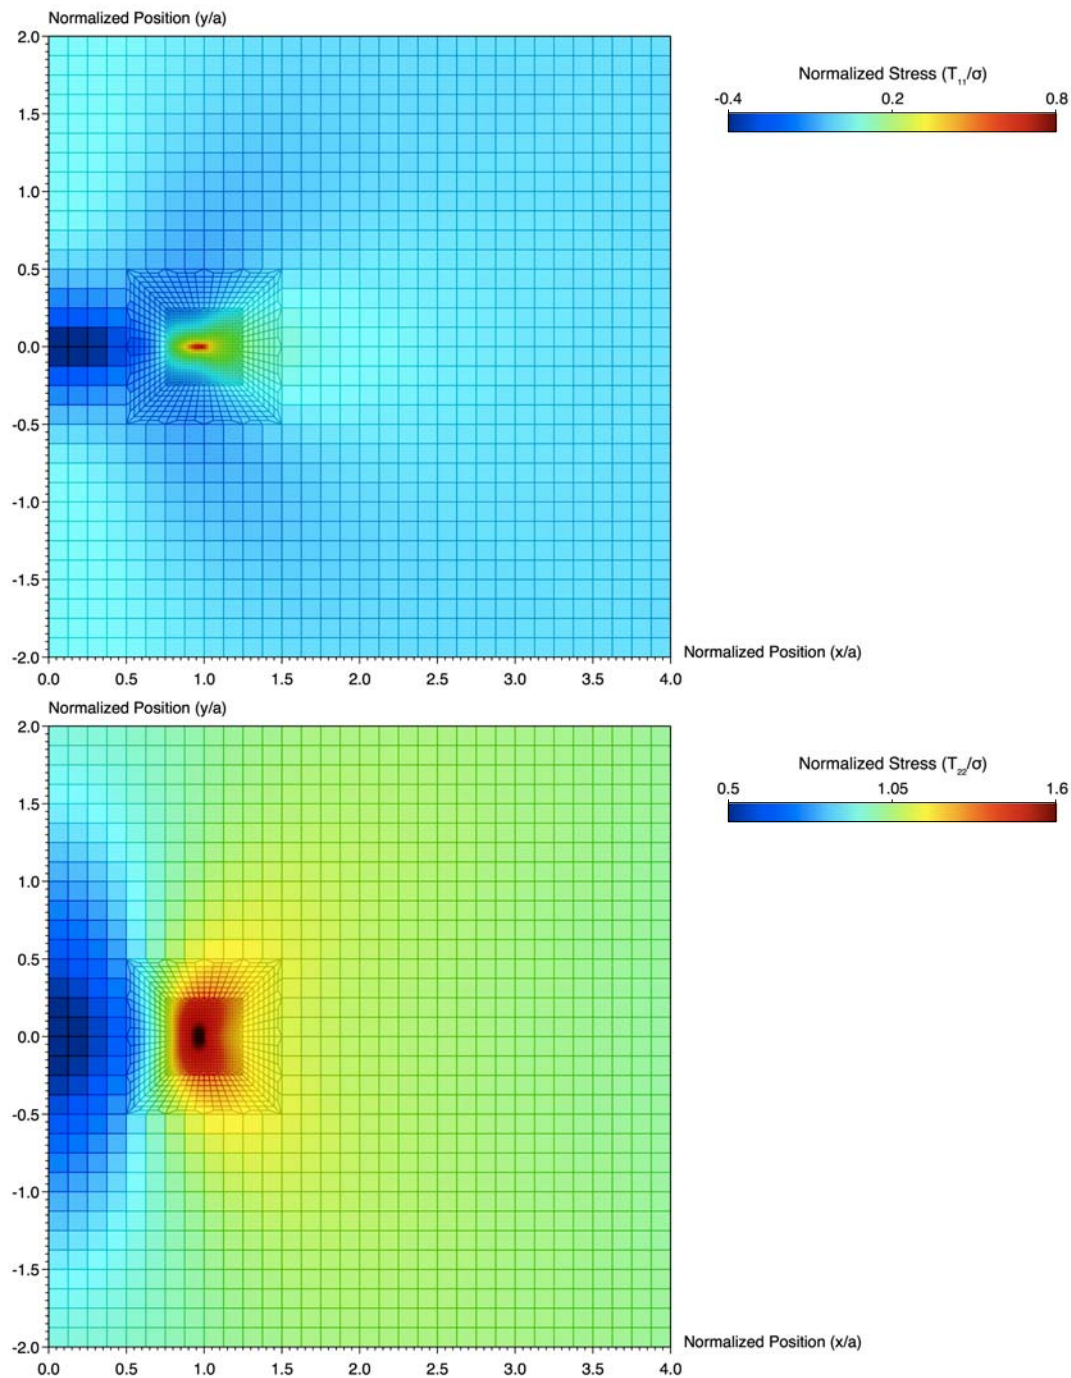 Normalized Position (y/a)
2.0
1.5
1.0
0.5
0.0
-0.5
-1.0
-1.5
-2.0
0.0 0.5 1.0 1.5 2.0 2.5 3.0 3.5 4.0
Normalized Position (x/a)
Normalized Stress (T₁₁/σ)
-0.4 0.2 0.8
Normalized Position (y/a)
2.0
1.5
1.0
0.5
0.0
-0.5
-1.0
-1.5
-2.0
0.0 0.5 1.0 1.5 2.0 2.5 3.0 3.5 4.0
Normalized Position (x/a)
Normalized Stress (T₂₂/σ)
0.5 1.05 1.6